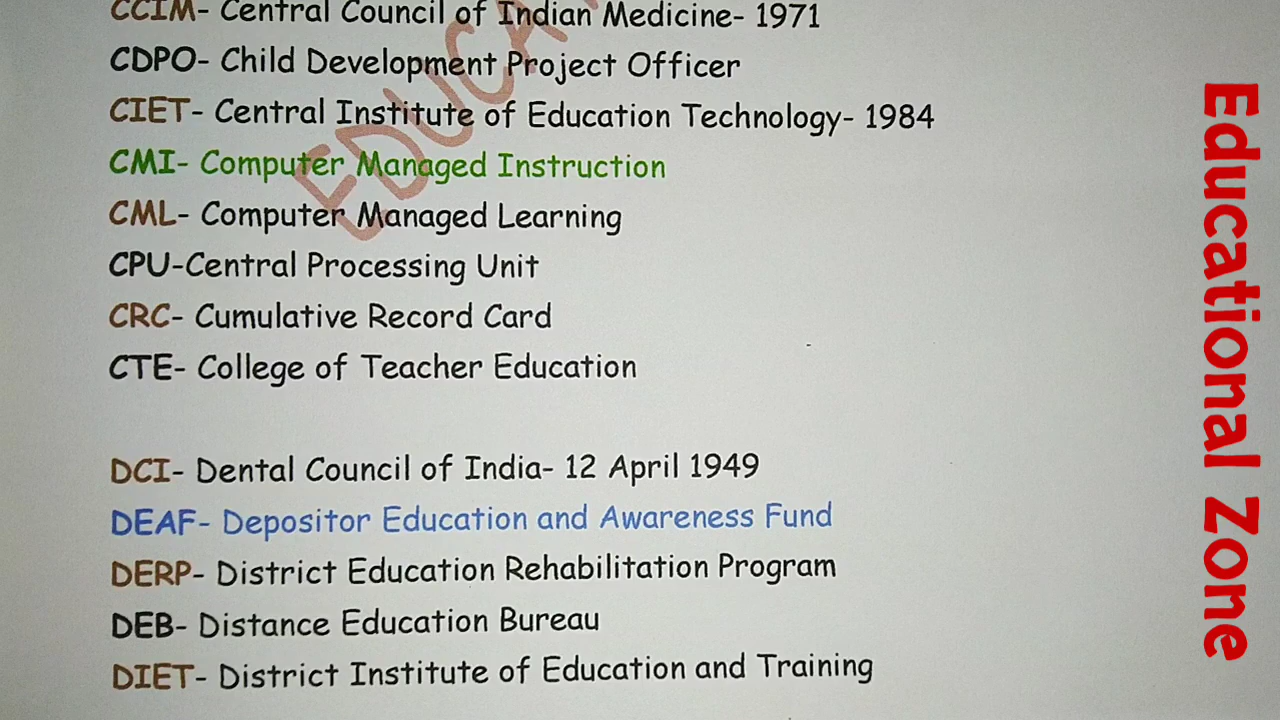 CCIM- Central Council of Indian Medicine- 1971
CDPO- Child Development Project Officer
CIET- Central Institute of Education Technology- 1984
CMI- Computer Managed Instruction
CML- Computer Managed Learning
CPU-Central Processing Unit
CRC- Cumulative Record Card
CTE- College of Teacher Education
DCI- Dental Council of India- 12 April 1949
DEAF- Depositor Education and Awareness Fund
DERP- District Education Rehabilitation Program
DEB- Distance Education Bureau
DIET- District Institute of Education and Training
Educational Zone